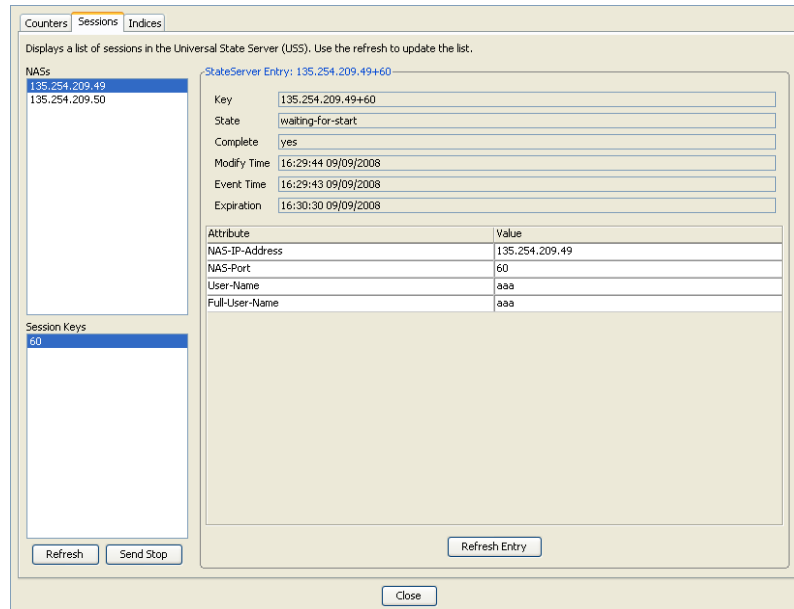 Counters Sessions Indices
Displays a list of sessions in the Universal State Server (USS). Use the refresh to update the list.
NASs
135.254.209.49
135.254.209.50
Session Keys
60
Refresh Send Stop
StateServer Entry: 135.254.209.49+60
Key 135.254.209.49+60
State waiting-for-start
Complete yes
Modify Time 16:29:44 09/09/2008
Event Time 16:29:43 09/09/2008
Expiration 16:30:30 09/09/2008
Attribute Value
NAS-IP-Address 135.254.209.49
NAS-Port 60
User-Name aaa
Full-User-Name aaa
Refresh Entry
Close